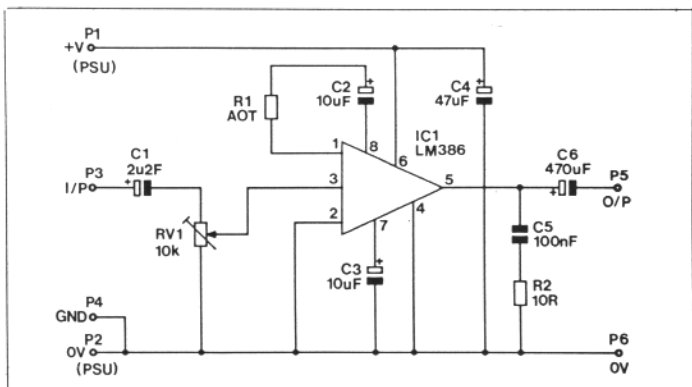 P1
+V
(PSU)
C2
10uF
R1
AOT
C4
47uF
IC1
LM386
1
8
6
C1
2u2F
P3
I/P
+
3
5
C6
470uF
P5
O/P
2
7
4
RV1
10k
C3
10uF
C5
100nF
R2
10R
P4
GND
P2
0V
(PSU)
P6
0V
+
+
+
+